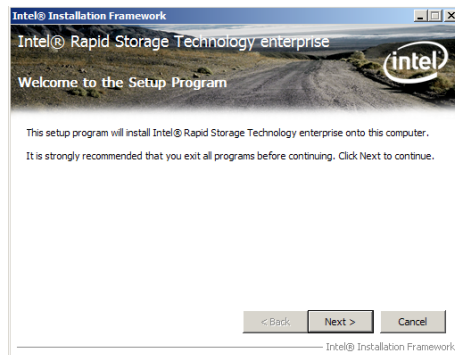 Intel® Installation Framework
Intel® Rapid Storage Technology enterprise
intel
Welcome to the Setup Program
This setup program will install Intel® Rapid Storage Technology enterprise onto this computer.
It is strongly recommended that you exit all programs before continuing. Click Next to continue.
< Back
Next >
Cancel
Intel® Installation Framework